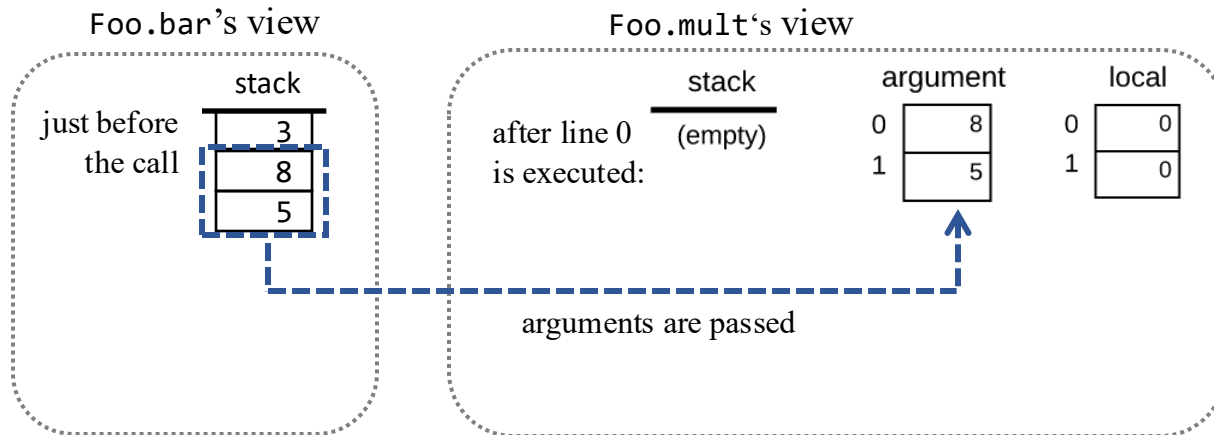 Foo.bar’s view
stack
just before
the call
3
8
5
Foo.mult‘s view
after line 0
is executed:
stack
(empty)
argument
0 8
1 5
local
0 0
1 0
arguments are passed